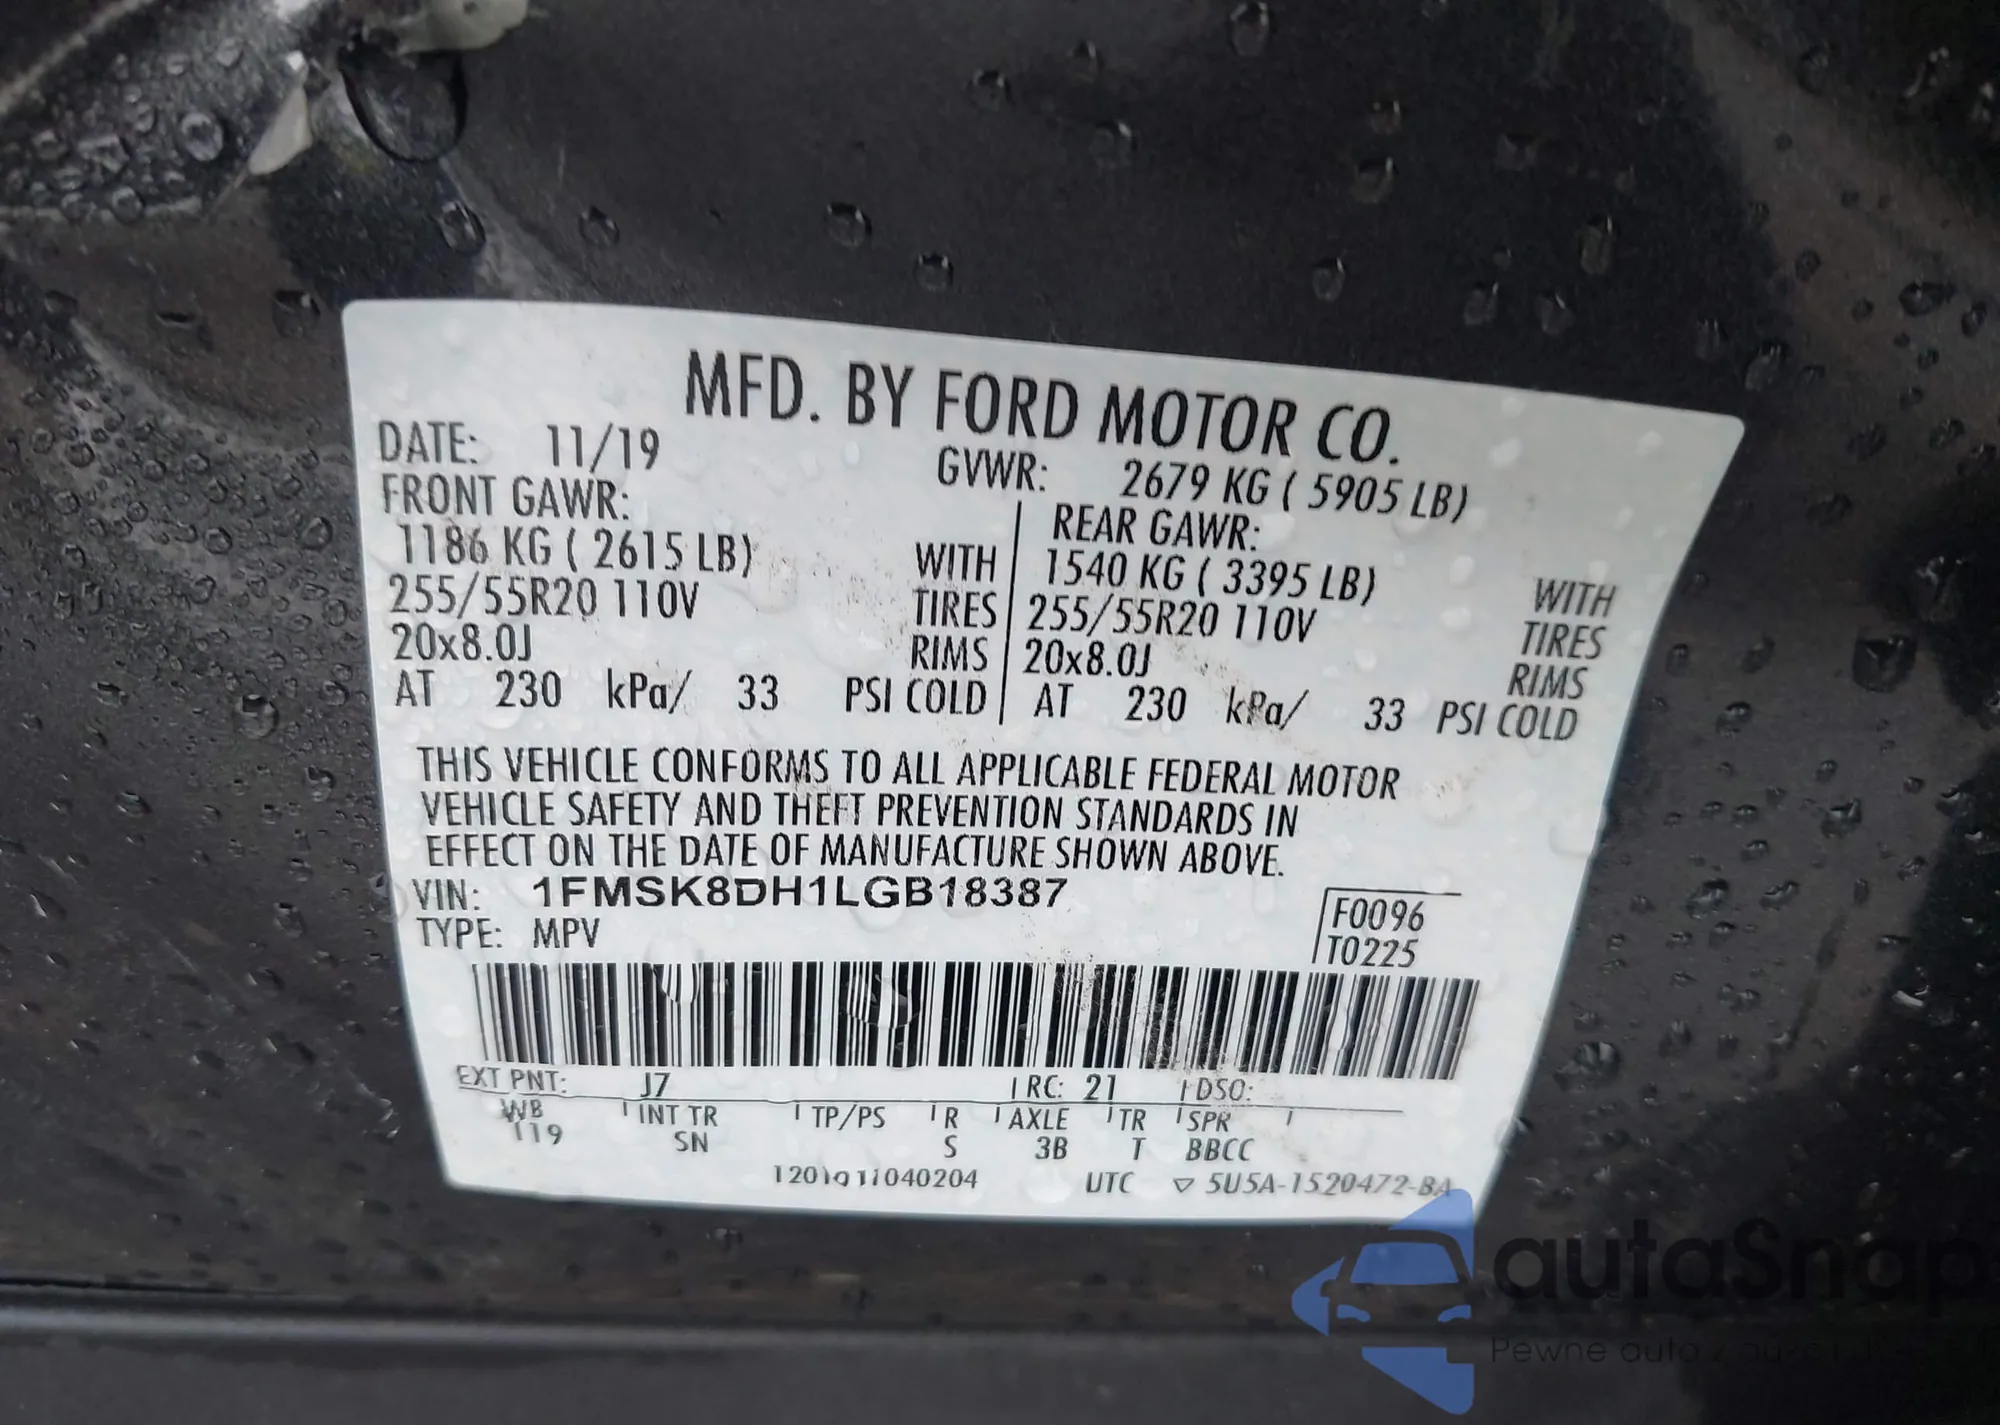 MFD. BY FORD MOTOR CO.
DATE: 11/19
GVWR: 2679 KG ( 5905 LB)
FRONT GAWR:
REAR GAWR:
1186 KG ( 2615 LB) WITH
1540 KG ( 3395 LB) WITH
255/55R20 110V TIRES
255/55R20 110V TIRES
20x8.0J RIMS
20x8.0J RIMS
AT 230 kPa/ 33 PSI COLD
AT 230 kPa/ 33 PSI COLD
THIS VEHICLE CONFORMS TO ALL APPLICABLE FEDERAL MOTOR
VEHICLE SAFETY AND THEFT PREVENTION STANDARDS IN
EFFECT ON THE DATE OF MANUFACTURE SHOWN ABOVE.
VIN: 1FMSK8DH1LGB18387
TYPE: MPV
F0096
T0225
EXT PNT: J7 RC: 21 DSO:
WB INT TR TP/PS R AXLE TR SPR
119 SN S 3B T BBCC
UTC 5U5A-1520472-BA
autaSnap
Pewne auto z